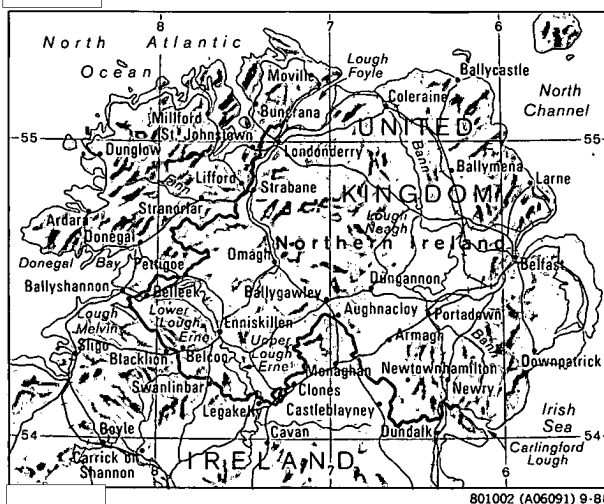 8
7
6
North Atlantic
Ocean
Lough
Foyle
Ballycastle
North
Channel
Moville
Coleraine
Buncrana
Millford
St. Johnstown
UNITED
55
55
Dunglow
Londonderry
Bann
Ballymena
Larne
Lifford
Finn
Strabane
KINGDOM
Stranorlar
Ardara
Lough
Neagh
Donegal
Northern Ireland
Donegal Bay
Pettigoe
Omagh
Belfast
Dungannon
Ballyshannon
Belleek
Ballygawley
Aughnacloy
Portadown
Lower
Lough
Erne
Lough
Melvin
Enniskillen
Bann
Sligo
Upper
Lough
Erne
Armagh
Blacklion
Belcoo
Downpatrick
Monaghan
Newtownhamilton
Swanlinbar
Clones
Newry
Legakelly
Castleblayney
Irish
Sea
Boyle
Cavan
Dundalk
54
54
Carrick on
Shannon
Carlingford
Lough
IRELAND
8
7
6
801002 (A06091) 9-88